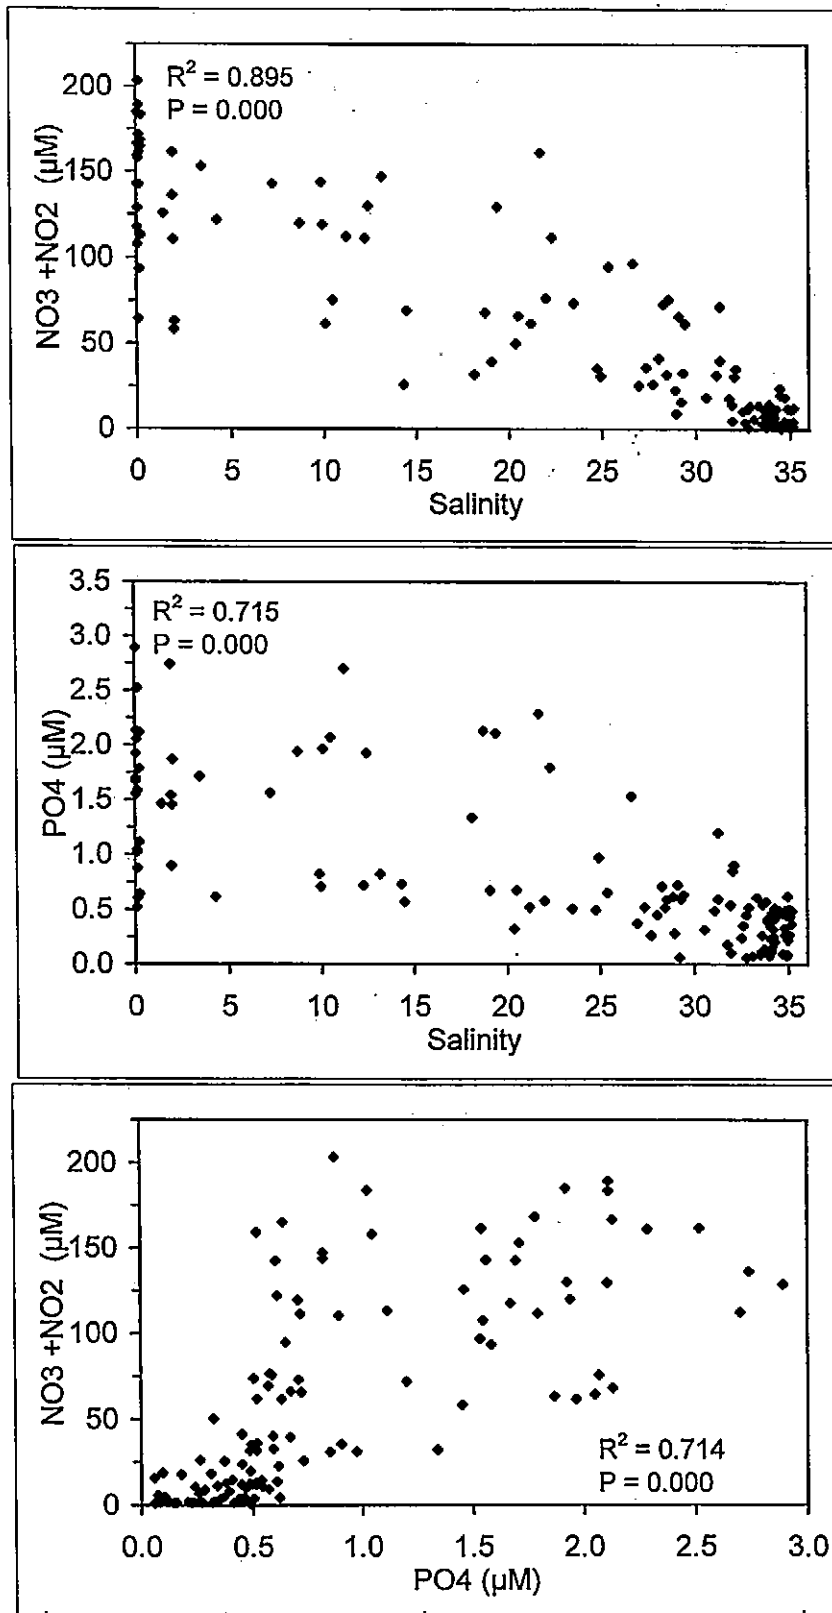 R² = 0.895
P = 0.000
200
150
100
50
0
NO3 +NO2 (µM)
0 5 10 15 20 25 30 35
Salinity
3.5
R² = 0.715
P = 0.000
3.0
2.5
2.0
1.5
1.0
0.5
0.0
PO4 (µM)
0 5 10 15 20 25 30 35
Salinity
200
150
100
50
0
NO3 +NO2 (µM)
R² = 0.714
P = 0.000
0.0 0.5 1.0 1.5 2.0 2.5 3.0
PO4 (µM)